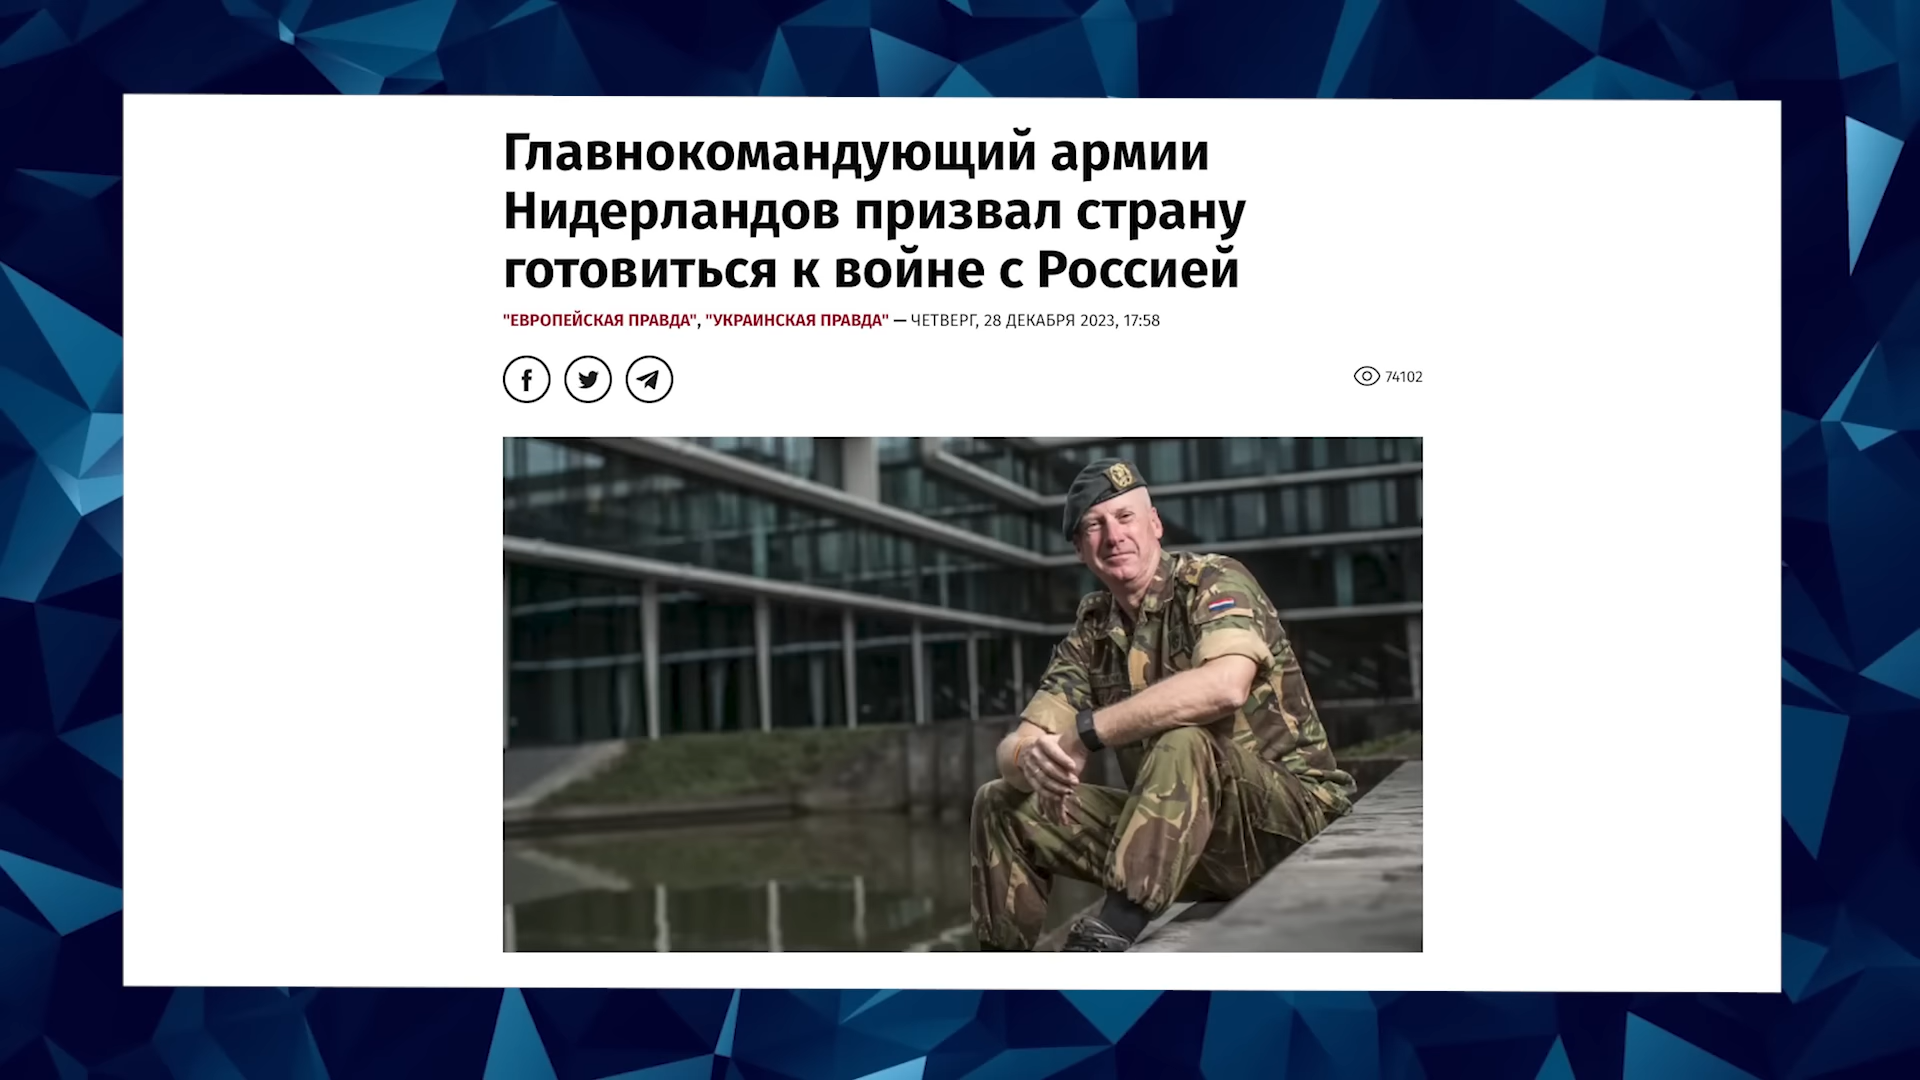 Главнокомандующий армии
Нидерландов призвал страну
готовиться к войне с Россией
"ЕВРОПЕЙСКАЯ ПРАВДА", "УКРАИНСКАЯ ПРАВДА" — ЧЕТВЕРГ, 28 ДЕКАБРЯ 2023, 17:58
74102